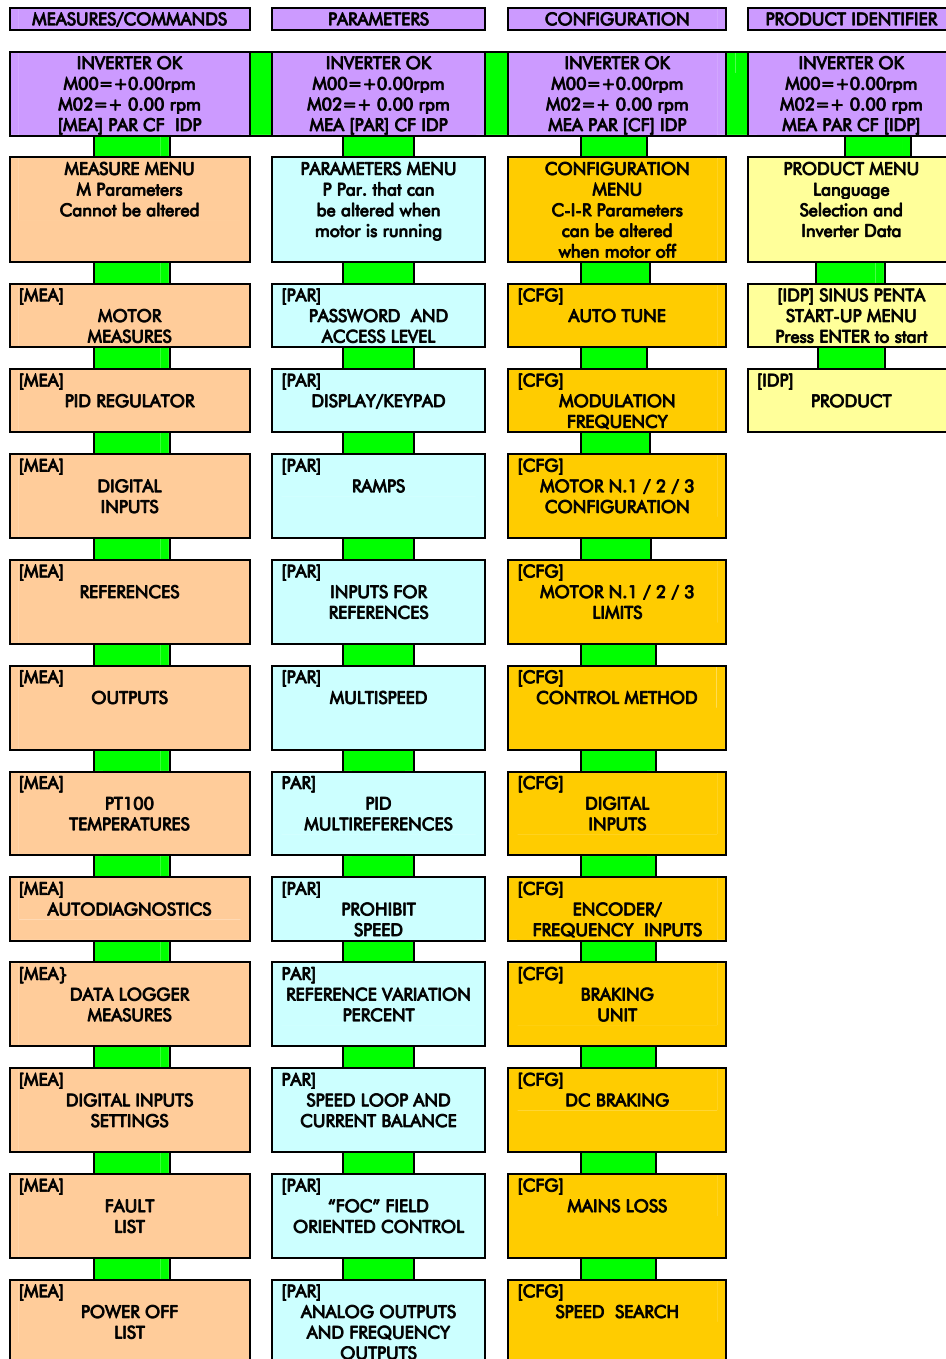 MEASURES/COMMANDS
INVERTER OK
M00=+0.00rpm
M02=+ 0.00 rpm
[MEA] PAR CF IDP
MEASURE MENU
M Parameters
Cannot be altered
[MEA]
MOTOR
MEASURES
[MEA]
PID REGULATOR
[MEA]
DIGITAL
INPUTS
[MEA]
REFERENCES
[MEA]
OUTPUTS
[MEA]
PT100
TEMPERATURES
[MEA]
AUTODIAGNOSTICS
[MEA}
DATA LOGGER
MEASURES
[MEA]
DIGITAL INPUTS
SETTINGS
[MEA]
FAULT
LIST
[MEA]
POWER OFF
LIST
PARAMETERS
INVERTER OK
M00=+0.00rpm
M02=+ 0.00 rpm
MEA [PAR] CF IDP
PARAMETERS MENU
P Par. that can
be altered when
motor is running
[PAR]
PASSWORD AND
ACCESS LEVEL
[PAR]
DISPLAY/KEYPAD
[PAR]
RAMPS
[PAR]
INPUTS FOR
REFERENCES
[PAR]
MULTISPEED
PAR]
PID
MULTIREFERENCES
[PAR]
PROHIBIT
SPEED
PAR]
REFERENCE VARIATION
PERCENT
PAR]
SPEED LOOP AND
CURRENT BALANCE
[PAR]
“FOC” FIELD
ORIENTED CONTROL
[PAR]
ANALOG OUTPUTS
AND FREQUENCY
OUTPUTS
CONFIGURATION
INVERTER OK
M00=+0.00rpm
M02=+ 0.00 rpm
MEA PAR [CF] IDP
CONFIGURATION
MENU
C-I-R Parameters
can be altered
when motor off
[CFG]
AUTO TUNE
[CFG]
MODULATION
FREQUENCY
[CFG]
MOTOR N.1 / 2 / 3
CONFIGURATION
[CFG]
MOTOR N.1 / 2 / 3
LIMITS
[CFG]
CONTROL METHOD
[CFG]
DIGITAL
INPUTS
[CFG]
ENCODER/
FREQUENCY INPUTS
[CFG]
BRAKING
UNIT
[CFG]
DC BRAKING
[CFG]
MAINS LOSS
[CFG]
SPEED SEARCH
PRODUCT IDENTIFIER
INVERTER OK
M00=+0.00rpm
M02=+ 0.00 rpm
MEA PAR CF [IDP]
PRODUCT MENU
Language
Selection and
Inverter Data
[IDP] SINUS PENTA
START-UP MENU
Press ENTER to start
[IDP]
PRODUCT